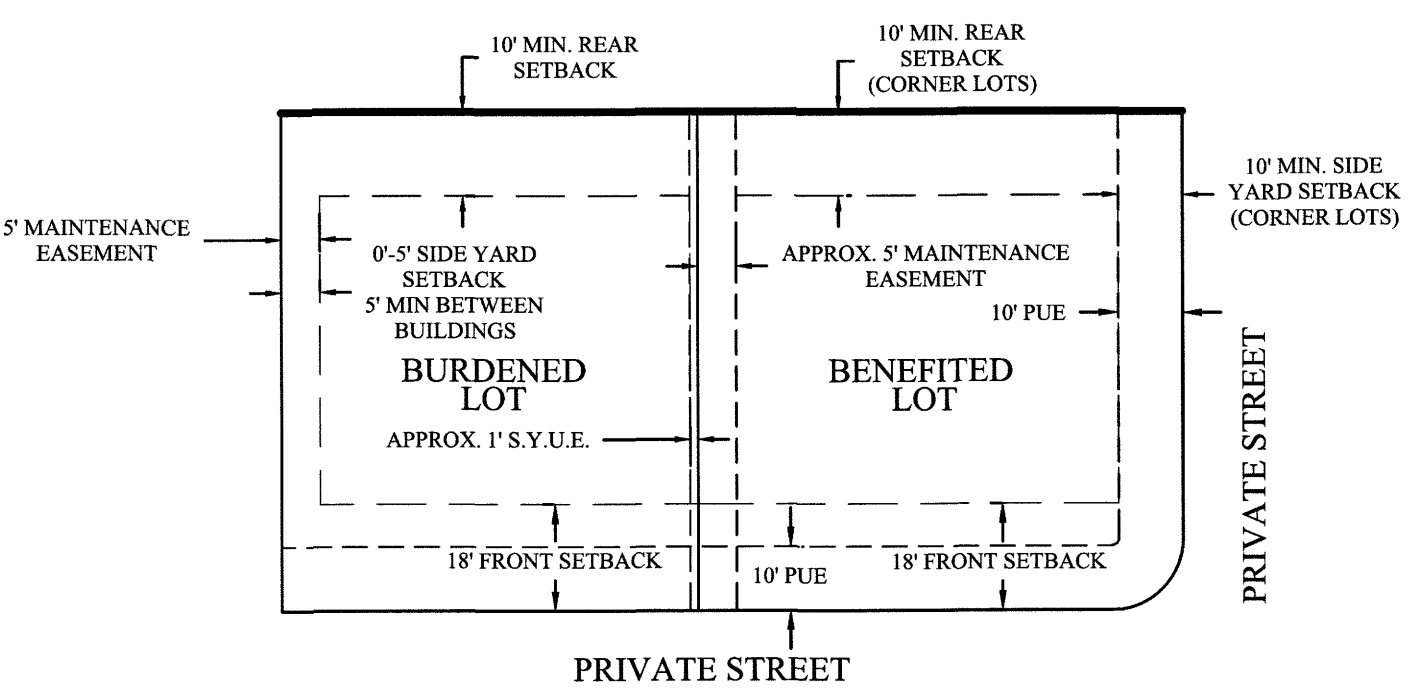 10' MIN. REAR
SETBACK
10' MIN. REAR
SETBACK
(CORNER LOTS)
10' MIN. SIDE
YARD SETBACK
(CORNER LOTS)
5' MAINTENANCE
EASEMENT
0'-5' SIDE YARD
SETBACK
5' MIN BETWEEN
BUILDINGS
APPROX. 5' MAINTENANCE
EASEMENT
10' PUE
BURDENED
LOT
BENEFITED
LOT
APPROX. 1' S.Y.U.E.
PRIVATE STREET
18' FRONT SETBACK
10' PUE
18' FRONT SETBACK
PRIVATE STREET